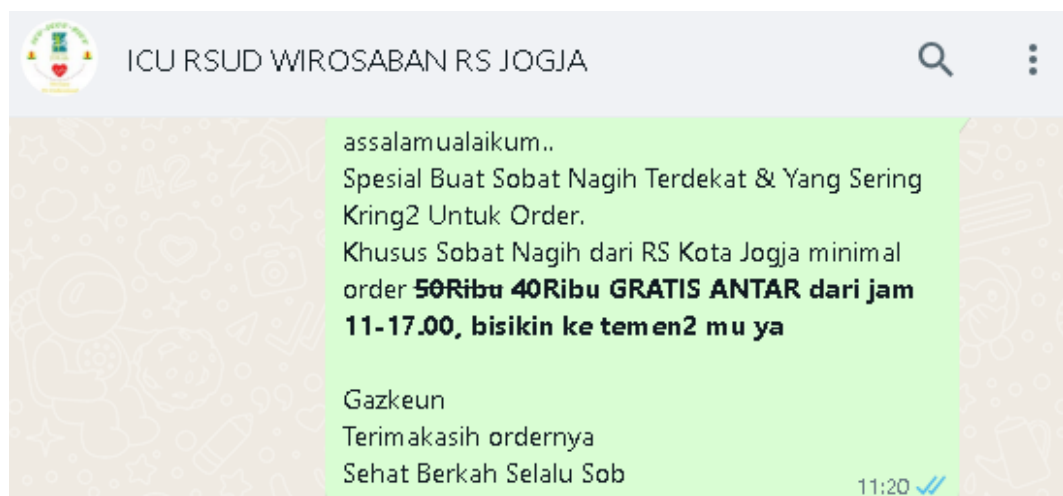 ICU RSUD WIROSABAN RS JOGJA
assalamualaikum..
Spesial Buat Sobat Nagih Terdekat & Yang Sering
Kring2 Untuk Order.
Khusus Sobat Nagih dari RS Kota Jogja minimal
order 50Ribu 40Ribu GRATIS ANTAR dari jam
11-17.00, bisikin ke temen2 mu ya
Gazkeun
Terimakasih ordernya
Sehat Berkah Selalu Sob
11:20